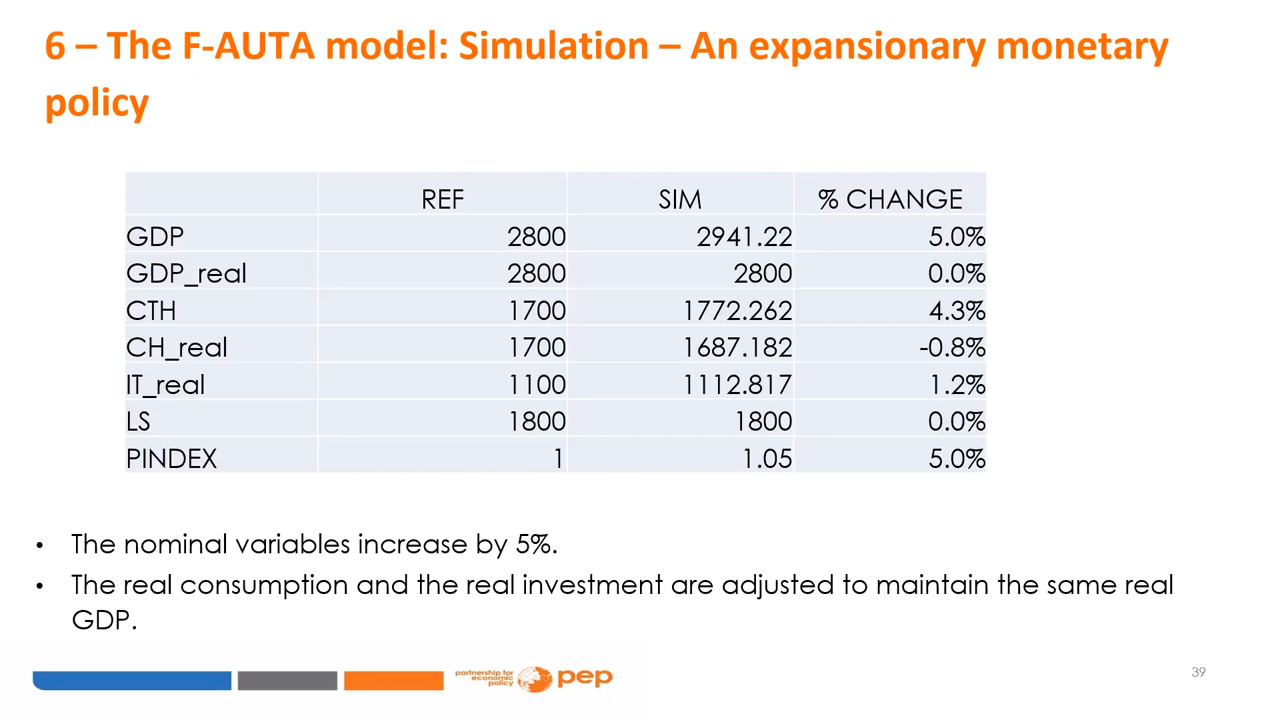 6 – The F-AUTA model: Simulation – An expansionary monetary
policy
REF SIM % CHANGE
GDP 2800 2941.22 5.0%
GDP_real 2800 2800 0.0%
CTH 1700 1772.262 4.3%
CH_real 1700 1687.182 -0.8%
IT_real 1100 1112.817 1.2%
LS 1800 1800 0.0%
PINDEX 1 1.05 5.0%
• The nominal variables increase by 5%.
• The real consumption and the real investment are adjusted to maintain the same real
GDP.
partnership for
economic
policy
pep
39